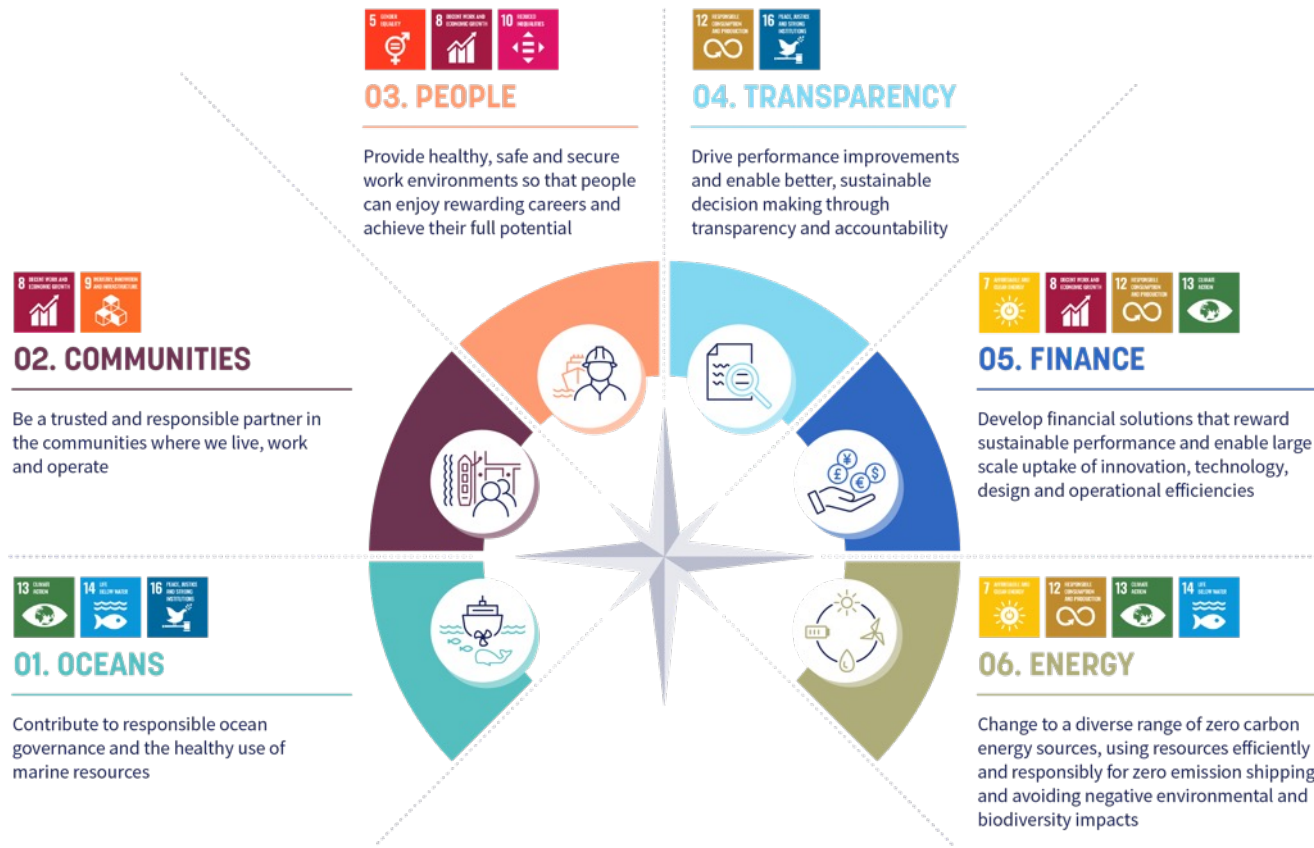 5 GENDER
EQUALITY
8 DECENT WORK AND
ECONOMIC GROWTH
10 REDUCED
INEQUALITIES
03. PEOPLE
Provide healthy, safe and secure
work environments so that people
can enjoy rewarding careers and
achieve their full potential
12 RESPONSIBLE
CONSUMPTION
AND PRODUCTION
16 PEACE, JUSTICE
AND STRONG
INSTITUTIONS
04. TRANSPARENCY
Drive performance improvements
and enable better, sustainable
decision making through
transparency and accountability
8 DECENT WORK AND
ECONOMIC GROWTH
9 INDUSTRY, INNOVATION
AND INFRASTRUCTURE
02. COMMUNITIES
Be a trusted and responsible partner in
the communities where we live, work
and operate
7 AFFORDABLE AND
CLEAN ENERGY
8 DECENT WORK AND
ECONOMIC GROWTH
12 RESPONSIBLE
CONSUMPTION
AND PRODUCTION
13 CLIMATE
ACTION
05. FINANCE
Develop financial solutions that reward
sustainable performance and enable large
scale uptake of innovation, technology,
design and operational efficiencies
¥
£
$
€
13 CLIMATE
ACTION
14 LIFE
BELOW WATER
16 PEACE, JUSTICE
AND STRONG
INSTITUTIONS
01. OCEANS
Contribute to responsible ocean
governance and the healthy use of
marine resources
7 AFFORDABLE AND
CLEAN ENERGY
12 RESPONSIBLE
CONSUMPTION
AND PRODUCTION
13 CLIMATE
ACTION
14 LIFE
BELOW WATER
06. ENERGY
Change to a diverse range of zero carbon
energy sources, using resources efficiently
and responsibly for zero emission shipping
and avoiding negative environmental and
biodiversity impacts